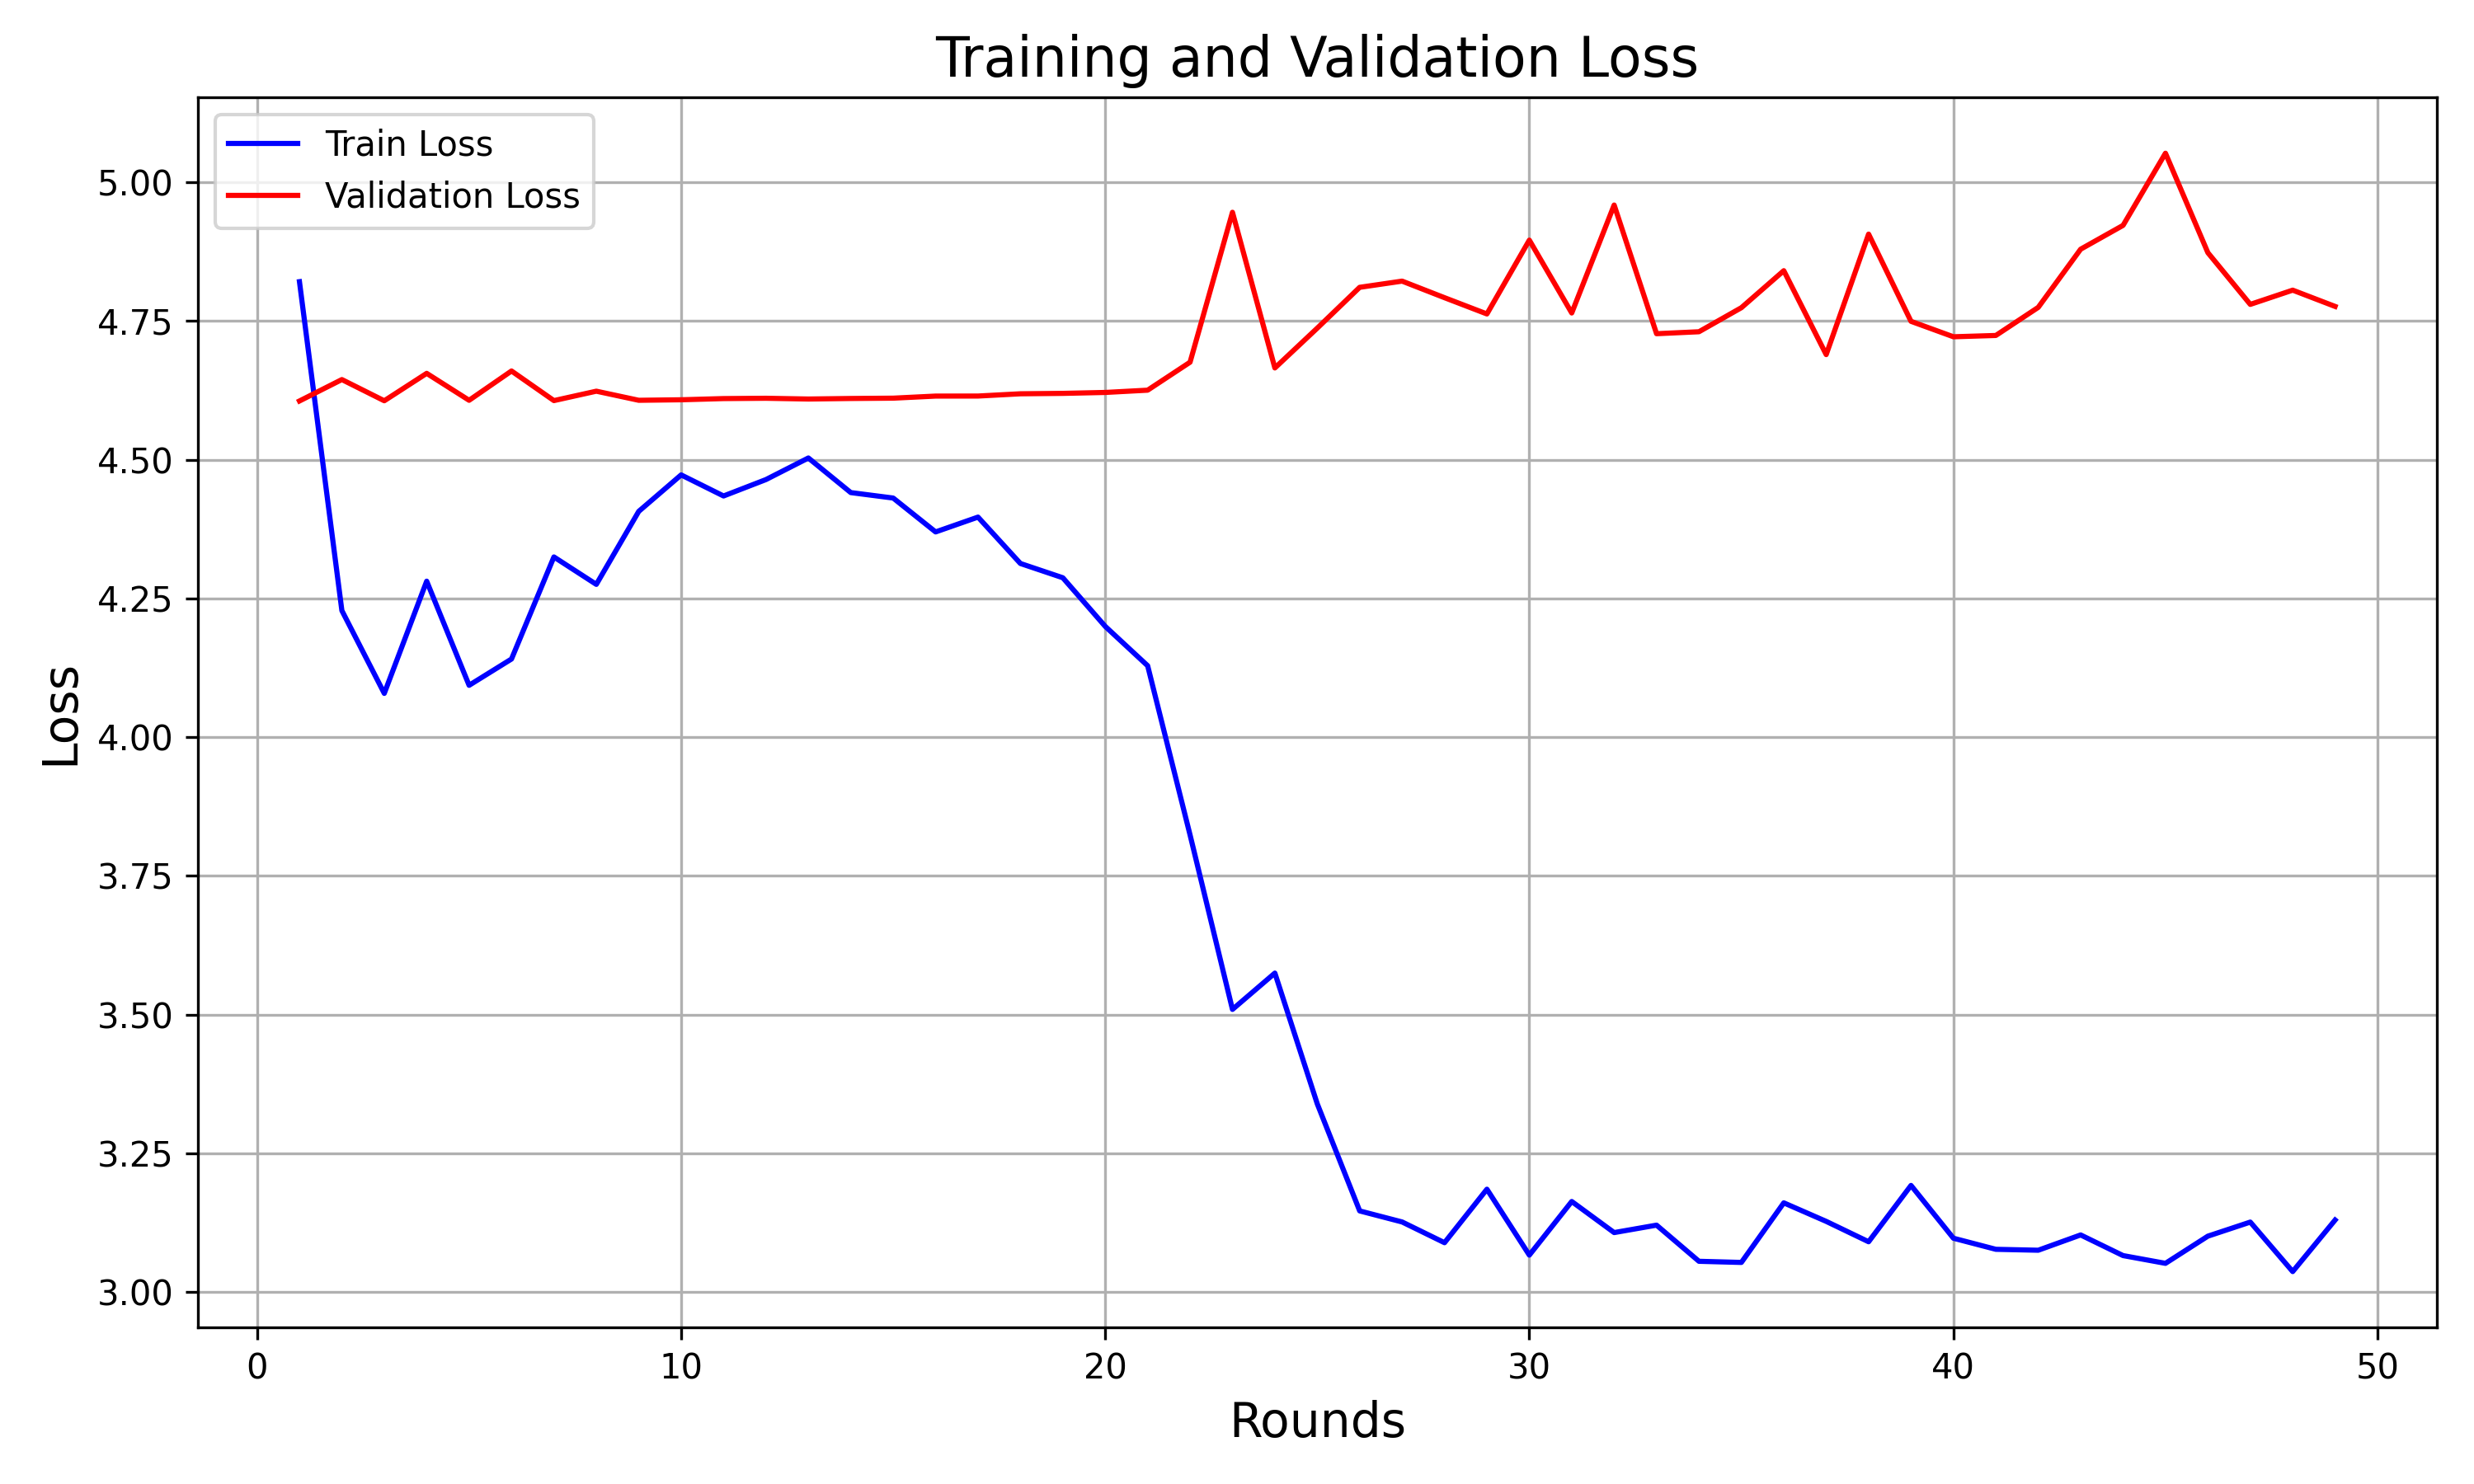 Training and Validation Loss
Train Loss
Validation Loss
5.00
4.75
4.50
4.25
4.00
3.75
3.50
3.25
3.00
Loss
0 10 20 30 40 50
Rounds